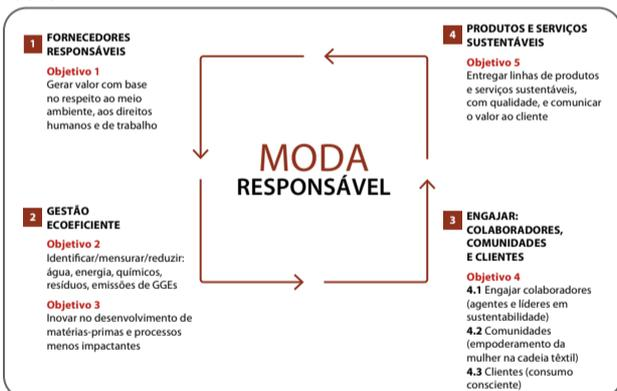 1 FORNECEDORES
RESPONSÁVEIS
Objetivo 1
Gerar valor com base
no respeito ao meio
ambiente, aos direitos
humanos e de trabalho
4 PRODUTOS E SERVIÇOS
SUSTENTÁVEIS
Objetivo 5
Entregar linhas de produtos
e serviços sustentáveis,
com qualidade, e comunicar
o valor ao cliente
MODA
RESPONSÁVEL
2 GESTÃO
ECOEFICIENTE
Objetivo 2
Identificar/mensurar/reduzir:
água, energia, químicos,
resíduos, emissões de GGEs
Objetivo 3
Inovar no desenvolvimento de
matérias-primas e processos
menos impactantes
3 ENGAJAR:
COLABORADORES,
COMUNIDADES
E CLIENTES
Objetivo 4
4.1 Engajar colaboradores
(agentes e líderes em
sustentabilidade)
4.2 Comunidades
(empoderamento da
mulher na cadeia têxtil)
4.3 Clientes (consumo
consciente)